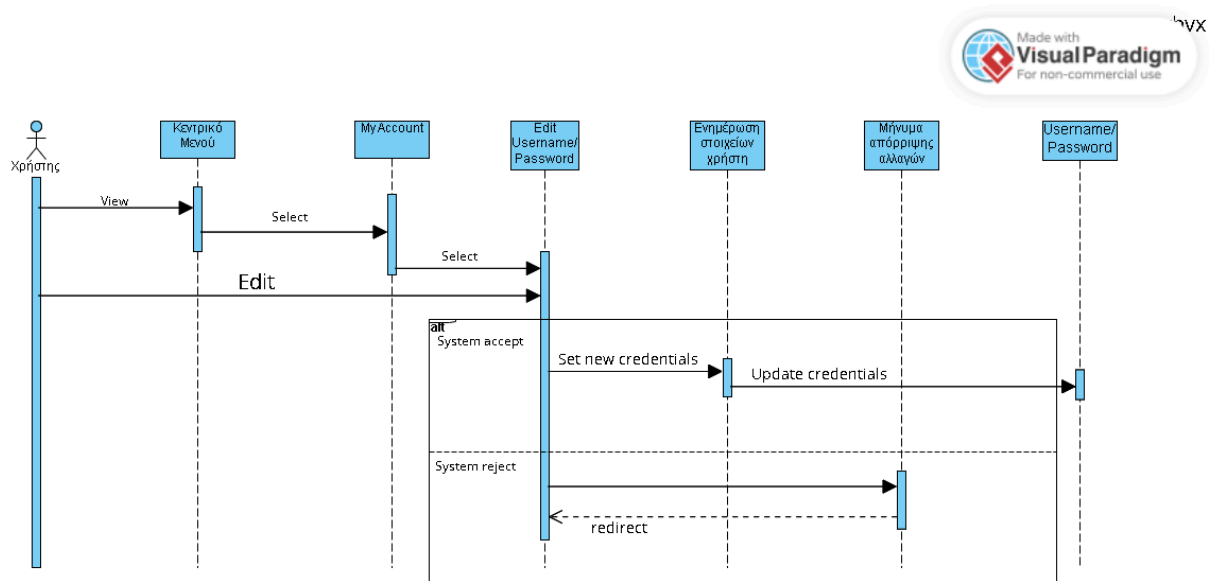 Made with
Visual Paradigm
For non-commercial use
Χρήστης
Κεντρικό
Μενού
MyAccount
Edit
Username/
Password
Ενημέρωση
στοιχείων
χρήστη
Μήνυμα
απόρριψης
αλλαγών
Username/
Password
View
Select
Select
Edit
alt
System accept
Set new credentials
Update credentials
System reject
redirect